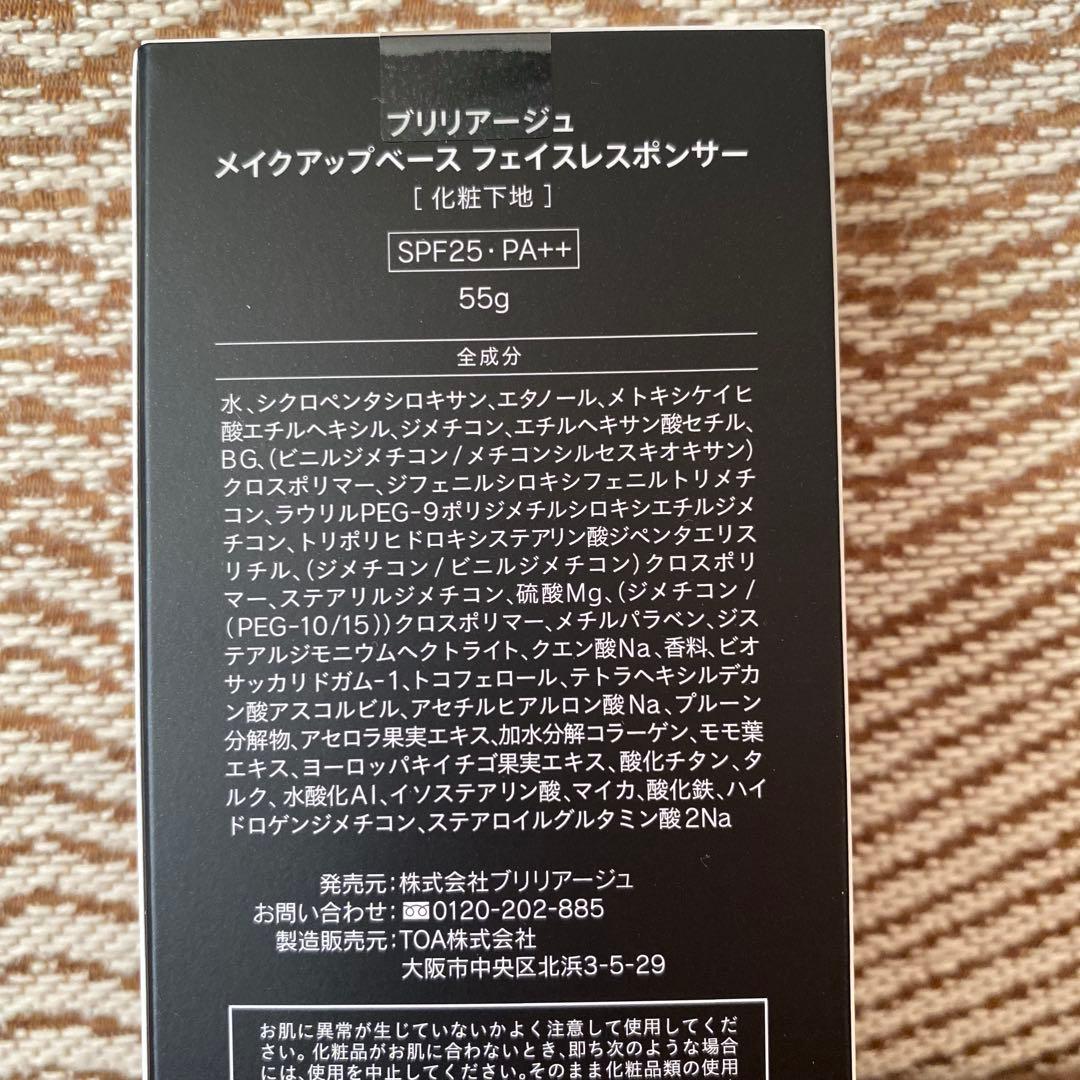 ブリリアージュ
メイクアップベース フェイスレスポンサー
[ 化粧下地 ]
SPF25・PA++
55g
全成分
水、シクロペンタシロキサン、エタノール、メトキシケイヒ
酸エチルヘキシル、ジメチコン、エチルヘキサン酸セチル、
BG、(ビニルジメチコン/メチコンシルセスキオキサン)
クロスポリマー、ジフェニルシロキシフェニルトリメチ
コン、ラウリルPEG-9ポリジメチルシロキシエチルジメ
チコン、トリポリヒドロキシステアリン酸ジペンタエリス
リチル、(ジメチコン/ビニルジメチコン)クロスポリ
マー、ステアリルジメチコン、硫酸Mg、(ジメチコン/
(PEG-10/15))クロスポリマー、メチルパラベン、ジス
テアルジモニウムヘクトライト、クエン酸Na、香料、ビオ
サッカリドガム-1、トコフェロール、テトラヘキシルデカ
ン酸アスコルビル、アセチルヒアルロン酸Na、プルーン
分解物、アセロラ果実エキス、加水分解コラーゲン、モモ葉
エキス、ヨーロッパキイチゴ果実エキス、酸化チタン、タ
ルク、水酸化Al、イソステアリン酸、マイカ、酸化鉄、ハイ
ドロゲンジメチコン、ステアロイルグルタミン酸2Na
発売元:株式会社ブリリアージュ
お問い合わせ:0120-202-885
製造販売元:TOA株式会社
大阪市中央区北浜3-5-29
お肌に異常が生じていないかよく注意して使用してくだ
さい。化粧品がお肌に合わないとき、即ち次のような場合
には、使用を中止してください。そのまま化粧品類の使用